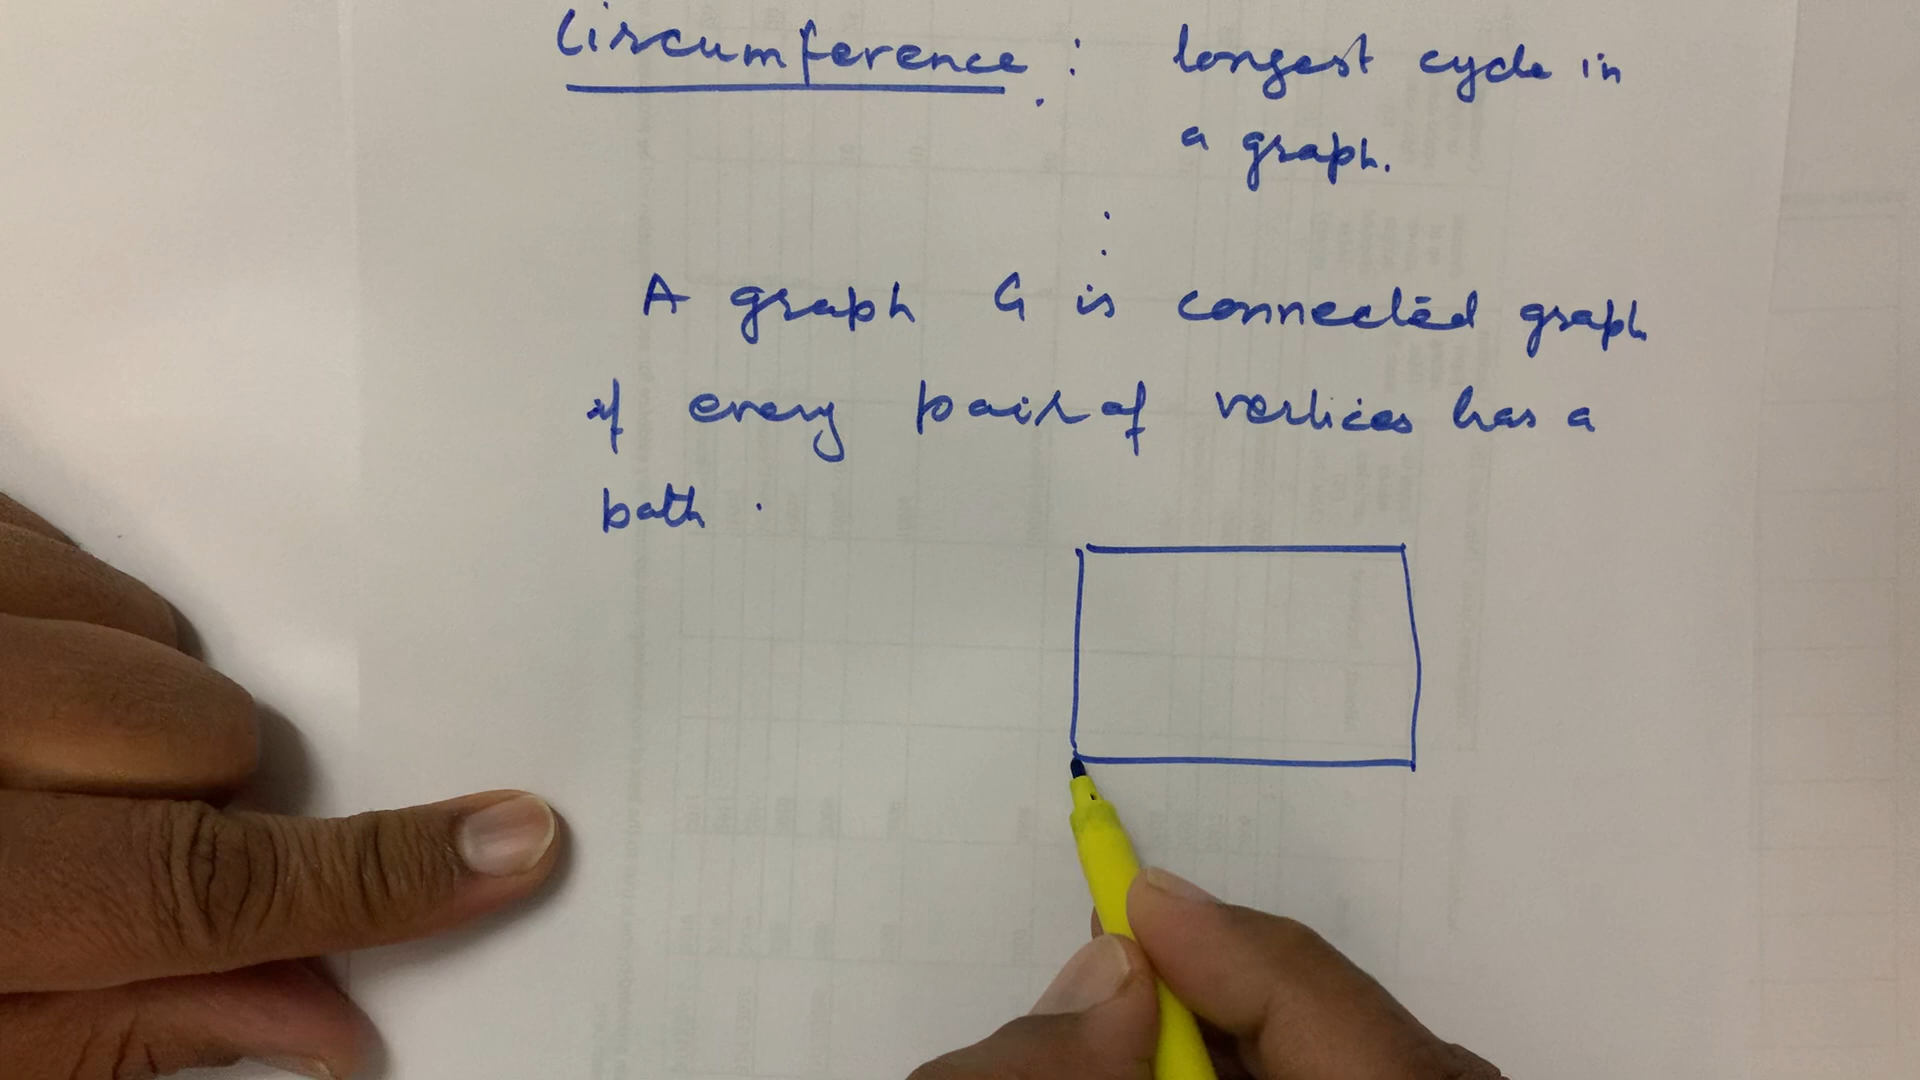 Circumference : longest cycle in
a graph.
A graph G is connected graph
if every pair of vertices has a
path .